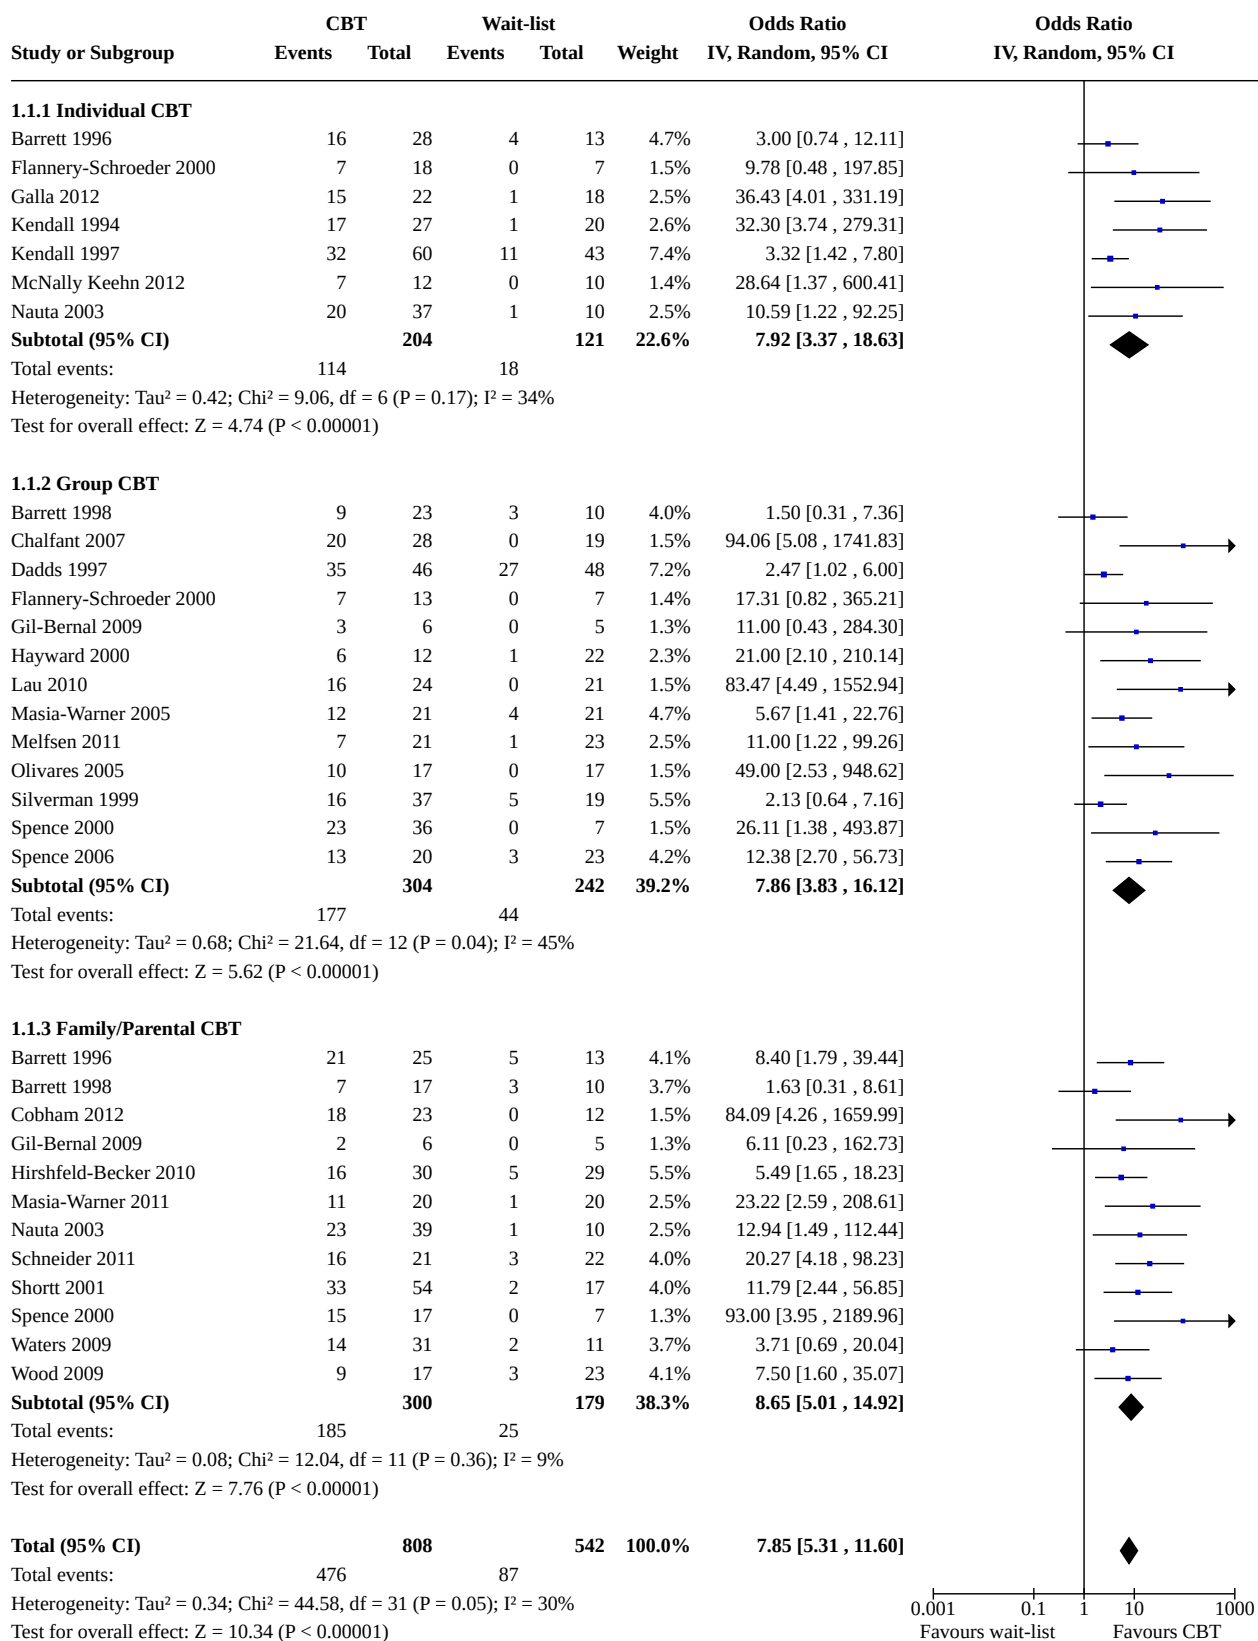 CBT Wait-list Odds Ratio Odds Ratio
Study or Subgroup Events Total Events Total Weight IV, Random, 95% CI IV, Random, 95% CI
1.1.1 Individual CBT
Barrett 1996 16 28 4 13 4.7% 3.00 [0.74 , 12.11]
Flannery-Schroeder 2000 7 18 0 7 1.5% 9.78 [0.48 , 197.85]
Galla 2012 15 22 1 18 2.5% 36.43 [4.01 , 331.19]
Kendall 1994 17 27 1 20 2.6% 32.30 [3.74 , 279.31]
Kendall 1997 32 60 11 43 7.4% 3.32 [1.42 , 7.80]
McNally Keehn 2012 7 12 0 10 1.4% 28.64 [1.37 , 600.41]
Nauta 2003 20 37 1 10 2.5% 10.59 [1.22 , 92.25]
Subtotal (95% CI) 204 121 22.6% 7.92 [3.37 , 18.63]
Total events: 114 18
Heterogeneity: Tau² = 0.42; Chi² = 9.06, df = 6 (P = 0.17); I² = 34%
Test for overall effect: Z = 4.74 (P < 0.00001)
1.1.2 Group CBT
Barrett 1998 9 23 3 10 4.0% 1.50 [0.31 , 7.36]
Chalfant 2007 20 28 0 19 1.5% 94.06 [5.08 , 1741.83]
Dadds 1997 35 46 27 48 7.2% 2.47 [1.02 , 6.00]
Flannery-Schroeder 2000 7 13 0 7 1.4% 17.31 [0.82 , 365.21]
Gil-Bernal 2009 3 6 0 5 1.3% 11.00 [0.43 , 284.30]
Hayward 2000 6 12 1 22 2.3% 21.00 [2.10 , 210.14]
Lau 2010 16 24 0 21 1.5% 83.47 [4.49 , 1552.94]
Masia-Warner 2005 12 21 4 21 4.7% 5.67 [1.41 , 22.76]
Melfsen 2011 7 21 1 23 2.5% 11.00 [1.22 , 99.26]
Olivares 2005 10 17 0 17 1.5% 49.00 [2.53 , 948.62]
Silverman 1999 16 37 5 19 5.5% 2.13 [0.64 , 7.16]
Spence 2000 23 36 0 7 1.5% 26.11 [1.38 , 493.87]
Spence 2006 13 20 3 23 4.2% 12.38 [2.70 , 56.73]
Subtotal (95% CI) 304 242 39.2% 7.86 [3.83 , 16.12]
Total events: 177 44
Heterogeneity: Tau² = 0.68; Chi² = 21.64, df = 12 (P = 0.04); I² = 45%
Test for overall effect: Z = 5.62 (P < 0.00001)
1.1.3 Family/Parental CBT
Barrett 1996 21 25 5 13 4.1% 8.40 [1.79 , 39.44]
Barrett 1998 7 17 3 10 3.7% 1.63 [0.31 , 8.61]
Cobham 2012 18 23 0 12 1.5% 84.09 [4.26 , 1659.99]
Gil-Bernal 2009 2 6 0 5 1.3% 6.11 [0.23 , 162.73]
Hirshfeld-Becker 2010 16 30 5 29 5.5% 5.49 [1.65 , 18.23]
Masia-Warner 2011 11 20 1 20 2.5% 23.22 [2.59 , 208.61]
Nauta 2003 23 39 1 10 2.5% 12.94 [1.49 , 112.44]
Schneider 2011 16 21 3 22 4.0% 20.27 [4.18 , 98.23]
Shortt 2001 33 54 2 17 4.0% 11.79 [2.44 , 56.85]
Spence 2000 15 17 0 7 1.3% 93.00 [3.95 , 2189.96]
Waters 2009 14 31 2 11 3.7% 3.71 [0.69 , 20.04]
Wood 2009 9 17 3 23 4.1% 7.50 [1.60 , 35.07]
Subtotal (95% CI) 300 179 38.3% 8.65 [5.01 , 14.92]
Total events: 185 25
Heterogeneity: Tau² = 0.08; Chi² = 12.04, df = 11 (P = 0.36); I² = 9%
Test for overall effect: Z = 7.76 (P < 0.00001)
Total (95% CI) 808 542 100.0% 7.85 [5.31 , 11.60]
Total events: 476 87
Heterogeneity: Tau² = 0.34; Chi² = 44.58, df = 31 (P = 0.05); I² = 30% 0.001 0.1 1 10 1000
Test for overall effect: Z = 10.34 (P < 0.00001) Favours wait-list Favours CBT